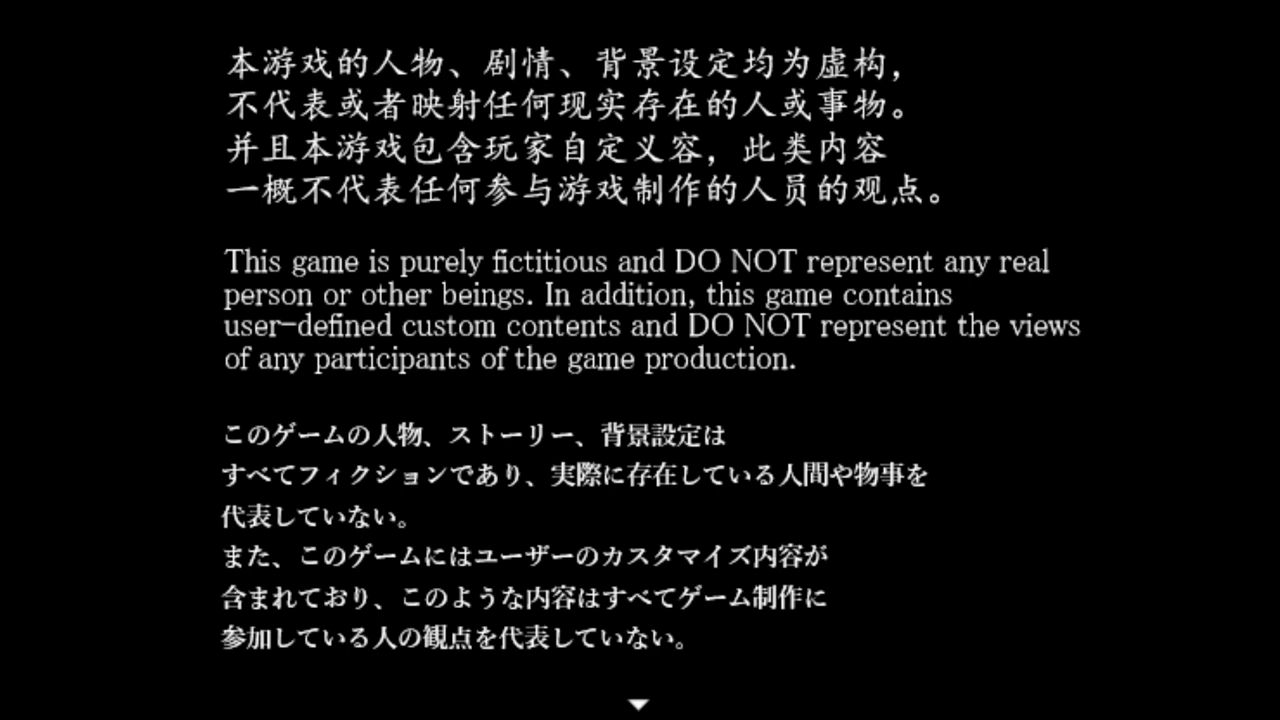 本游戏的人物、剧情、背景设定均为虚构，
不代表或者映射任何现实存在的人或事物。
并且本游戏包含玩家自定义容，此类内容
一概不代表任何参与游戏制作的人员的观点。
This game is purely fictitious and DO NOT represent any real
person or other beings. In addition, this game contains
user-defined custom contents and DO NOT represent the views
of any participants of the game production.
このゲームの人物、ストーリー、背景設定は
すべてフィクションであり、実際に存在している人間や物事を
代表していない。
また、このゲームにはユーザーのカスタマイズ内容が
含まれており、このような内容はすべてゲーム制作に
参加している人の観点を代表していない。